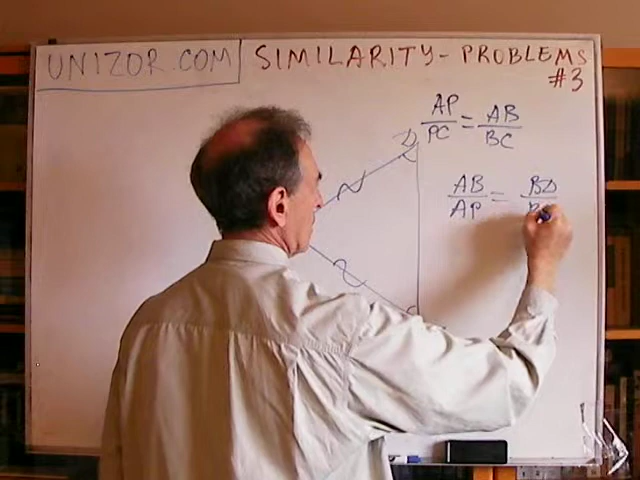 UNIZOR.COM
SIMILARITY - PROBLEMS
#3
AP/PC = AB/BC
D
AB/AP = BD/